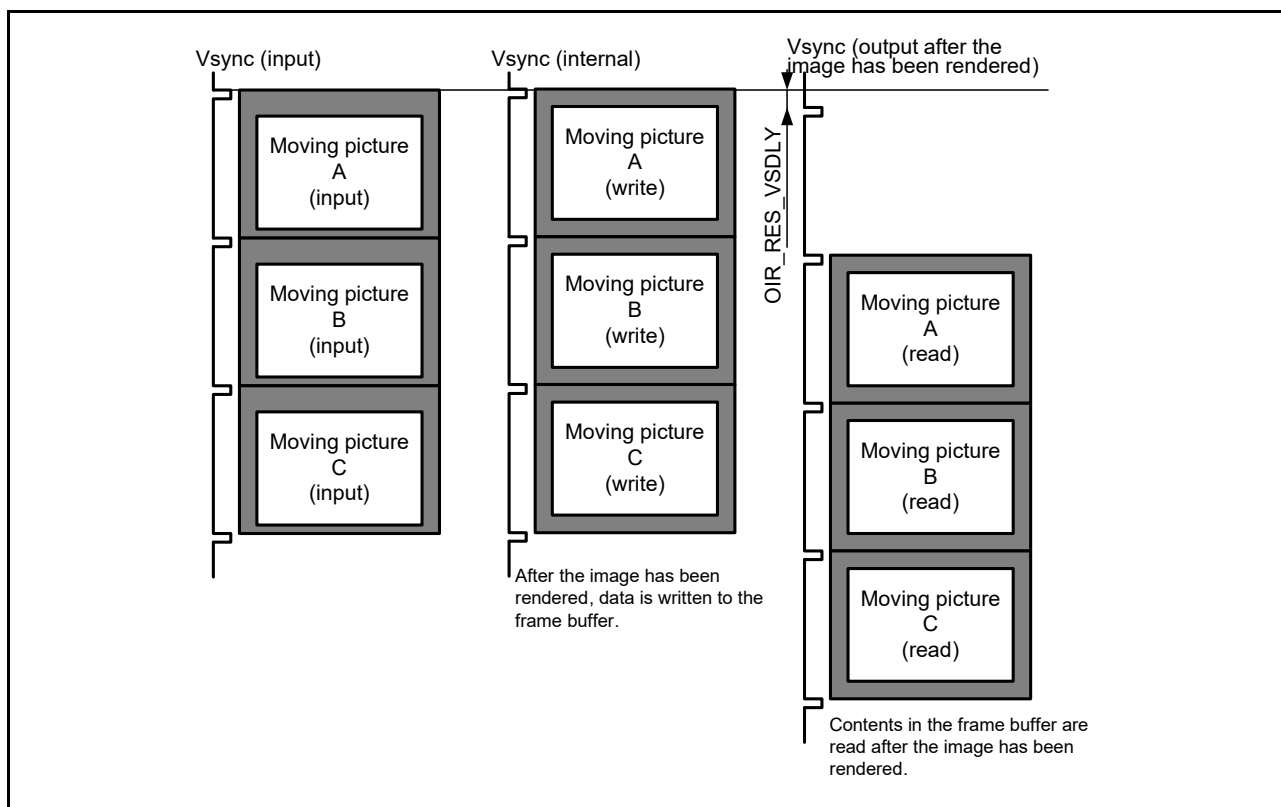 Vsync (input)
Vsync (internal)
Vsync (output after the
image has been rendered)
Moving picture
A
(input)
Moving picture
B
(input)
Moving picture
C
(input)
Moving picture
A
(write)
Moving picture
B
(write)
Moving picture
C
(write)
After the image has been
rendered, data is written to the
frame buffer.
OIR_RES_VSDLY
Moving picture
A
(read)
Moving picture
B
(read)
Moving picture
C
(read)
Contents in the frame buffer are
read after the image has been
rendered.